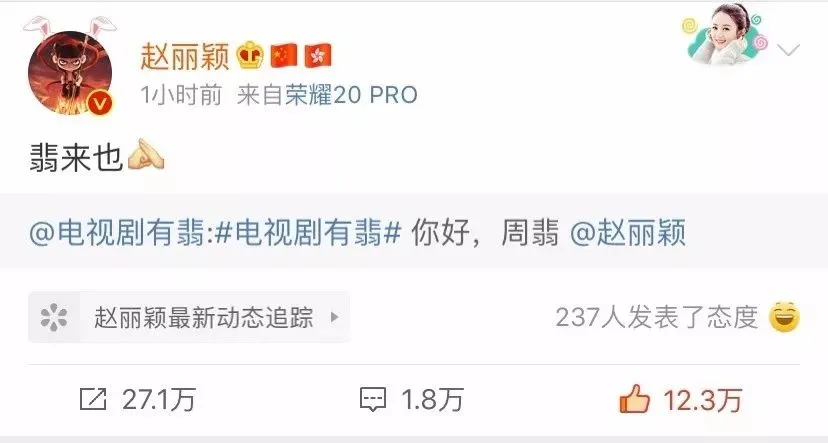 赵丽颖
1小时前 来自荣耀20 PRO
翡来也
@电视剧有翡:#电视剧有翡# 你好，周翡 @赵丽颖
赵丽颖最新动态追踪
237人发表了态度
27.1万
1.8万
12.3万